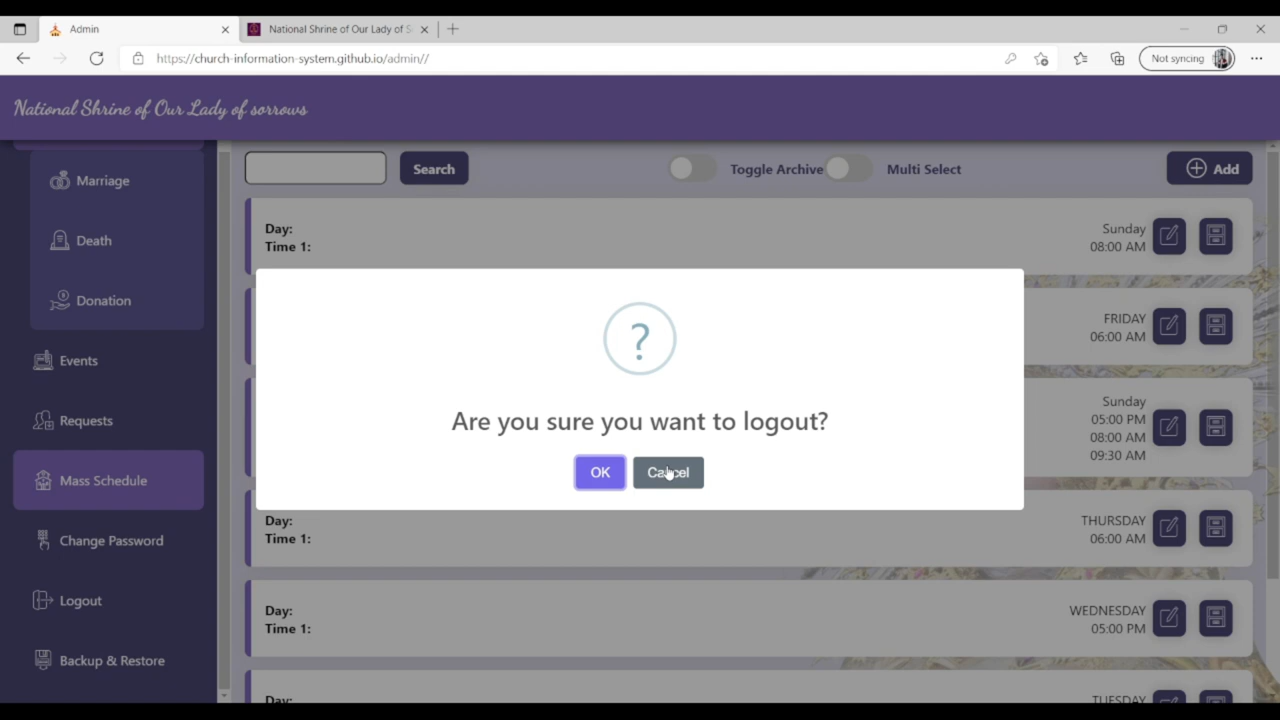 Admin
National Shrine of Our Lady of S
https://church-information-system.github.io/admin//
Not syncing
National Shrine of Our Lady of sorrows
Marriage
Death
Donation
Events
Requests
Mass Schedule
Change Password
Logout
Backup & Restore
Search
Toggle Archive
Multi Select
Add
Day:
Sunday
Time 1:
08:00 AM
FRIDAY
06:00 AM
Sunday
05:00 PM
08:00 AM
09:30 AM
?
Are you sure you want to logout?
OK
Cancel
Day:
THURSDAY
Time 1:
06:00 AM
Day:
WEDNESDAY
Time 1:
05:00 PM
Day:
TUESDAY